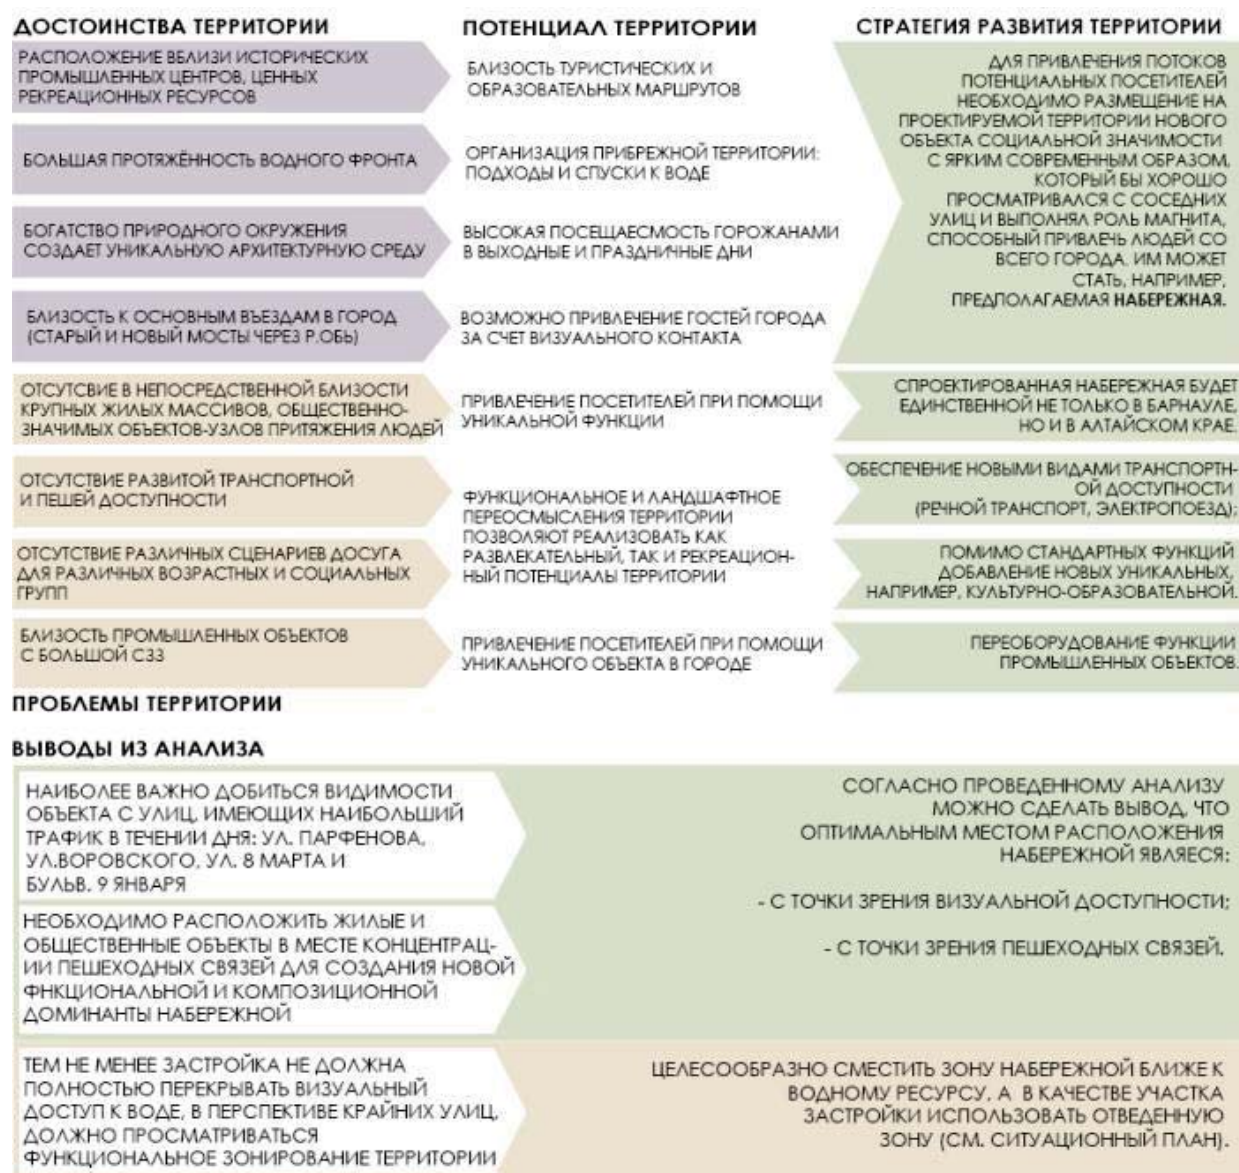 ДОСТОИНСТВА ТЕРРИТОРИИ
РАСПОЛОЖЕНИЕ ВБЛИЗИ ИСТОРИЧЕСКИХ
ПРОМЫШЛЕННЫХ ЦЕНТРОВ, ЦЕННЫХ
РЕКРЕАЦИОННЫХ РЕСУРСОВ
БОЛЬШАЯ ПРОТЯЖЁННОСТЬ ВОДНОГО ФРОНТА
БОГАТСТВО ПРИРОДНОГО ОКРУЖЕНИЯ
СОЗДАЕТ УНИКАЛЬНУЮ АРХИТЕКТУРНУЮ СРЕДУ
БЛИЗОСТЬ К ОСНОВНЫМ ВЪЕЗДАМ В ГОРОД
(СТАРЫЙ И НОВЫЙ МОСТЫ ЧЕРЕЗ Р.ОБЬ)
ОТСУТСВИЕ В НЕПОСРЕДСТВЕННОЙ БЛИЗОСТИ
КРУПНЫХ ЖИЛЫХ МАССИВОВ, ОБЩЕСТВЕННО-
ЗНАЧИМЫХ ОБЪЕКТОВ-УЗЛОВ ПРИТЯЖЕНИЯ ЛЮДЕЙ
ОТСУТСТВИЕ РАЗВИТОЙ ТРАНСПОРТНОЙ
И ПЕШЕЙ ДОСТУПНОСТИ
ОТСУТСТВИЕ РАЗЛИЧНЫХ СЦЕНАРИЕВ ДОСУГА
ДЛЯ РАЗЛИЧНЫХ ВОЗРАСТНЫХ И СОЦИАЛЬНЫХ
ГРУПП
БЛИЗОСТЬ ПРОМЫШЛЕННЫХ ОБЪЕКТОВ
С БОЛЬШОЙ СЗЗ
ПРОБЛЕМЫ ТЕРРИТОРИИ
ПОТЕНЦИАЛ ТЕРРИТОРИИ
БЛИЗОСТЬ ТУРИСТИЧЕСКИХ И
ОБРАЗОВАТЕЛЬНЫХ МАРШРУТОВ
ОРГАНИЗАЦИЯ ПРИБРЕЖНОЙ ТЕРРИТОРИИ:
ПОДХОДЫ И СПУСКИ К ВОДЕ
ВЫСОКАЯ ПОСЕЩАЕСМОСТЬ ГОРОЖАНАМИ
В ВЫХОДНЫЕ И ПРАЗДНИЧНЫЕ ДНИ
ВОЗМОЖНО ПРИВЛЕЧЕНИЕ ГОСТЕЙ ГОРОДА
ЗА СЧЕТ ВИЗУАЛЬНОГО КОНТАКТА
ПРИВЛЕЧЕНИЕ ПОСЕТИТЕЛЕЙ ПРИ ПОМОЩИ
УНИКАЛЬНОЙ ФУНКЦИИ
ФУНКЦИОНАЛЬНОЕ И ЛАНДШАФТНОЕ
ПЕРЕОСМЫСЛЕНИЯ ТЕРРИТОРИИ
ПОЗВОЛЯЮТ РЕАЛИЗОВАТЬ КАК
РАЗВЛЕКАТЕЛЬНЫЙ, ТАК И РЕКРЕАЦИОН-
НЫЙ ПОТЕНЦИАЛЫ ТЕРРИТОРИИ
ПРИВЛЕЧЕНИЕ ПОСЕТИТЕЛЕЙ ПРИ ПОМОЩИ
УНИКАЛЬНОГО ОБЪЕКТА В ГОРОДЕ
СТРАТЕГИЯ РАЗВИТИЯ ТЕРРИТОРИИ
ДЛЯ ПРИВЛЕЧЕНИЯ ПОТОКОВ
ПОТЕНЦИАЛЬНЫХ ПОСЕТИТЕЛЕЙ
НЕОБХОДИМО РАЗМЕЩЕНИЕ НА
ПРОЕКТИРУЕМОЙ ТЕРРИТОРИИ НОВОГО
ОБЪЕКТА СОЦИАЛЬНОЙ ЗНАЧИМОСТИ
С ЯРКИМ СОВРЕМЕННЫМ ОБРАЗОМ,
КОТОРЫЙ БЫ ХОРОШО
ПРОСМАТРИВАЛСЯ С СОСЕДНИХ
УЛИЦ И ВЫПОЛНЯЛ РОЛЬ МАГНИТА,
СПОСОБНЫЙ ПРИВЛЕЧЬ ЛЮДЕЙ СО
ВСЕГО ГОРОДА. ИМ МОЖЕТ
СТАТЬ, НАПРИМЕР,
ПРЕДПОЛАГАЕМАЯ НАБЕРЕЖНАЯ.
СПРОЕКТИРОВАННАЯ НАБЕРЕЖНАЯ БУДЕТ
ЕДИНСТВЕННОЙ НЕ ТОЛЬКО В БАРНАУЛЕ,
НО И В АЛТАЙСКОМ КРАЕ.
ОБЕСПЕЧЕНИЕ НОВЫМИ ВИДАМИ ТРАНСПОРТН-
ОЙ ДОСТУПНОСТИ
(РЕЧНОЙ ТРАНСПОРТ, ЭЛЕКТРОПОЕЗД);
ПОМИМО СТАНДАРТНЫХ ФУНКЦИЙ
ДОБАВЛЕНИЕ НОВЫХ УНИКАЛЬНЫХ,
НАПРИМЕР, КУЛЬТУРНО-ОБРАЗОВАТЕЛЬНОЙ.
ПЕРЕОБОРУДОВАНИЕ ФУНКЦИИ
ПРОМЫШЛЕННЫХ ОБЪЕКТОВ.
ВЫВОДЫ ИЗ АНАЛИЗА
НАИБОЛЕЕ ВАЖНО ДОБИТЬСЯ ВИДИМОСТИ
ОБЪЕКТА С УЛИЦ, ИМЕЮЩИХ НАИБОЛЬШИЙ
ТРАФИК В ТЕЧЕНИИ ДНЯ: УЛ. ПАРФЕНОВА,
УЛ.ВОРОВСКОГО, УЛ. 8 МАРТА И
БУЛЬВ. 9 ЯНВАРЯ
НЕОБХОДИМО РАСПОЛОЖИТЬ ЖИЛЫЕ И
ОБЩЕСТВЕННЫЕ ОБЪЕКТЫ В МЕСТЕ КОНЦЕНТРАЦ-
ИИ ПЕШЕХОДНЫХ СВЯЗЕЙ ДЛЯ СОЗДАНИЯ НОВОЙ
ФНКЦИОНАЛЬНОЙ И КОМПОЗИЦИОННОЙ
ДОМИНАНТЫ НАБЕРЕЖНОЙ
СОГЛАСНО ПРОВЕДЕННОМУ АНАЛИЗУ
МОЖНО СДЕЛАТЬ ВЫВОД, ЧТО
ОПТИМАЛЬНЫМ МЕСТОМ РАСПОЛОЖЕНИЯ
НАБЕРЕЖНОЙ ЯВЛЯЕСЯ:
- С ТОЧКИ ЗРЕНИЯ ВИЗУАЛЬНОЙ ДОСТУПНОСТИ;
- С ТОЧКИ ЗРЕНИЯ ПЕШЕХОДНЫХ СВЯЗЕЙ.
ТЕМ НЕ МЕНЕЕ ЗАСТРОЙКА НЕ ДОЛЖНА
ПОЛНОСТЬЮ ПЕРЕКРЫВАТЬ ВИЗУАЛЬНЫЙ
ДОСТУП К ВОДЕ, В ПЕРСПЕКТИВЕ КРАЙНИХ УЛИЦ,
ДОЛЖНО ПРОСМАТРИВАТЬСЯ
ФУНКЦИОНАЛЬНОЕ ЗОНИРОВАНИЕ ТЕРРИТОРИИ
ЦЕЛЕСООБРАЗНО СМЕСТИТЬ ЗОНУ НАБЕРЕЖНОЙ БЛИЖЕ К
ВОДНОМУ РЕСУРСУ, А В КАЧЕСТВЕ УЧАСТКА
ЗАСТРОЙКИ ИСПОЛЬЗОВАТЬ ОТВЕДЕННУЮ
ЗОНУ (СМ. СИТУАЦИОННЫЙ ПЛАН).